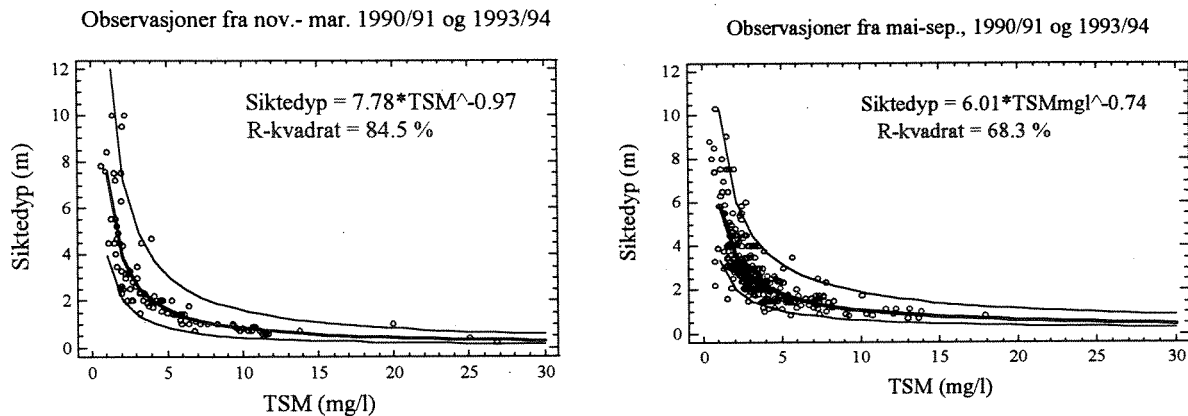 Observasjoner fra nov.- mar. 1990/91 og 1993/94
12
10
8
6
4
2
0
Siktedyp (m)
Siktedyp = 7.78*TSM^-0.97
R-kvadrat = 84.5 %
0 5 10 15 20 25 30
TSM (mg/l)
Observasjoner fra mai-sep., 1990/91 og 1993/94
12
10
8
6
4
2
0
Siktedyp (m)
Siktedyp = 6.01*TSMmgl^-0.74
R-kvadrat = 68.3 %
0 5 10 15 20 25 30
TSM (mg/l)